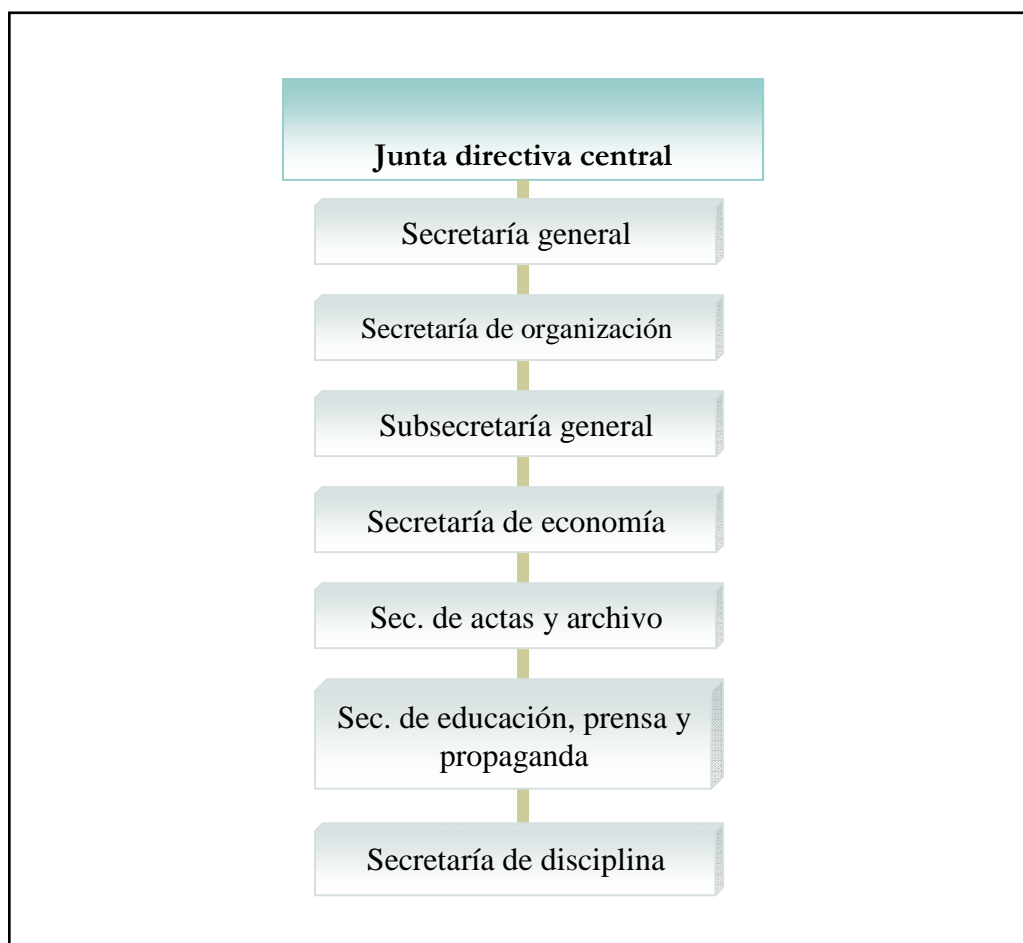 Junta directiva central
Secretaría general
Secretaría de organización
Subsecretaría general
Secretaría de economía
Sec. de actas y archivo
Sec. de educación, prensa y
propaganda
Secretaría de disciplina